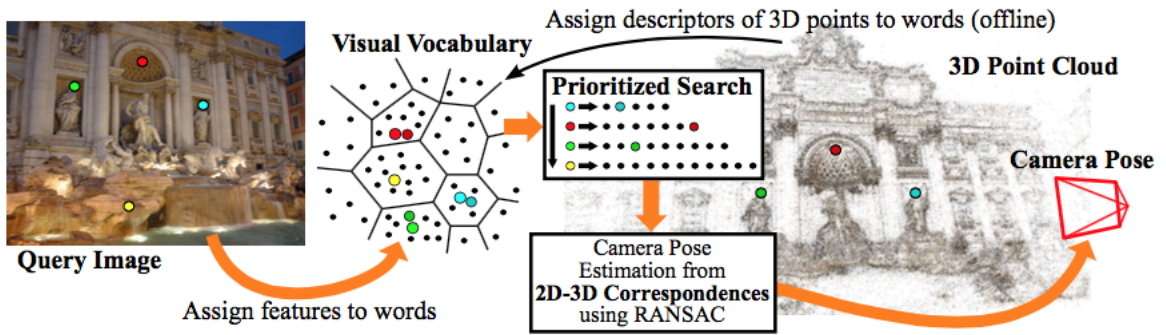 Assign descriptors of 3D points to words (offline)
Visual Vocabulary
Prioritized Search
3D Point Cloud
Camera Pose
Query Image
Assign features to words
Camera Pose
Estimation from
2D-3D Correspondences
using RANSAC